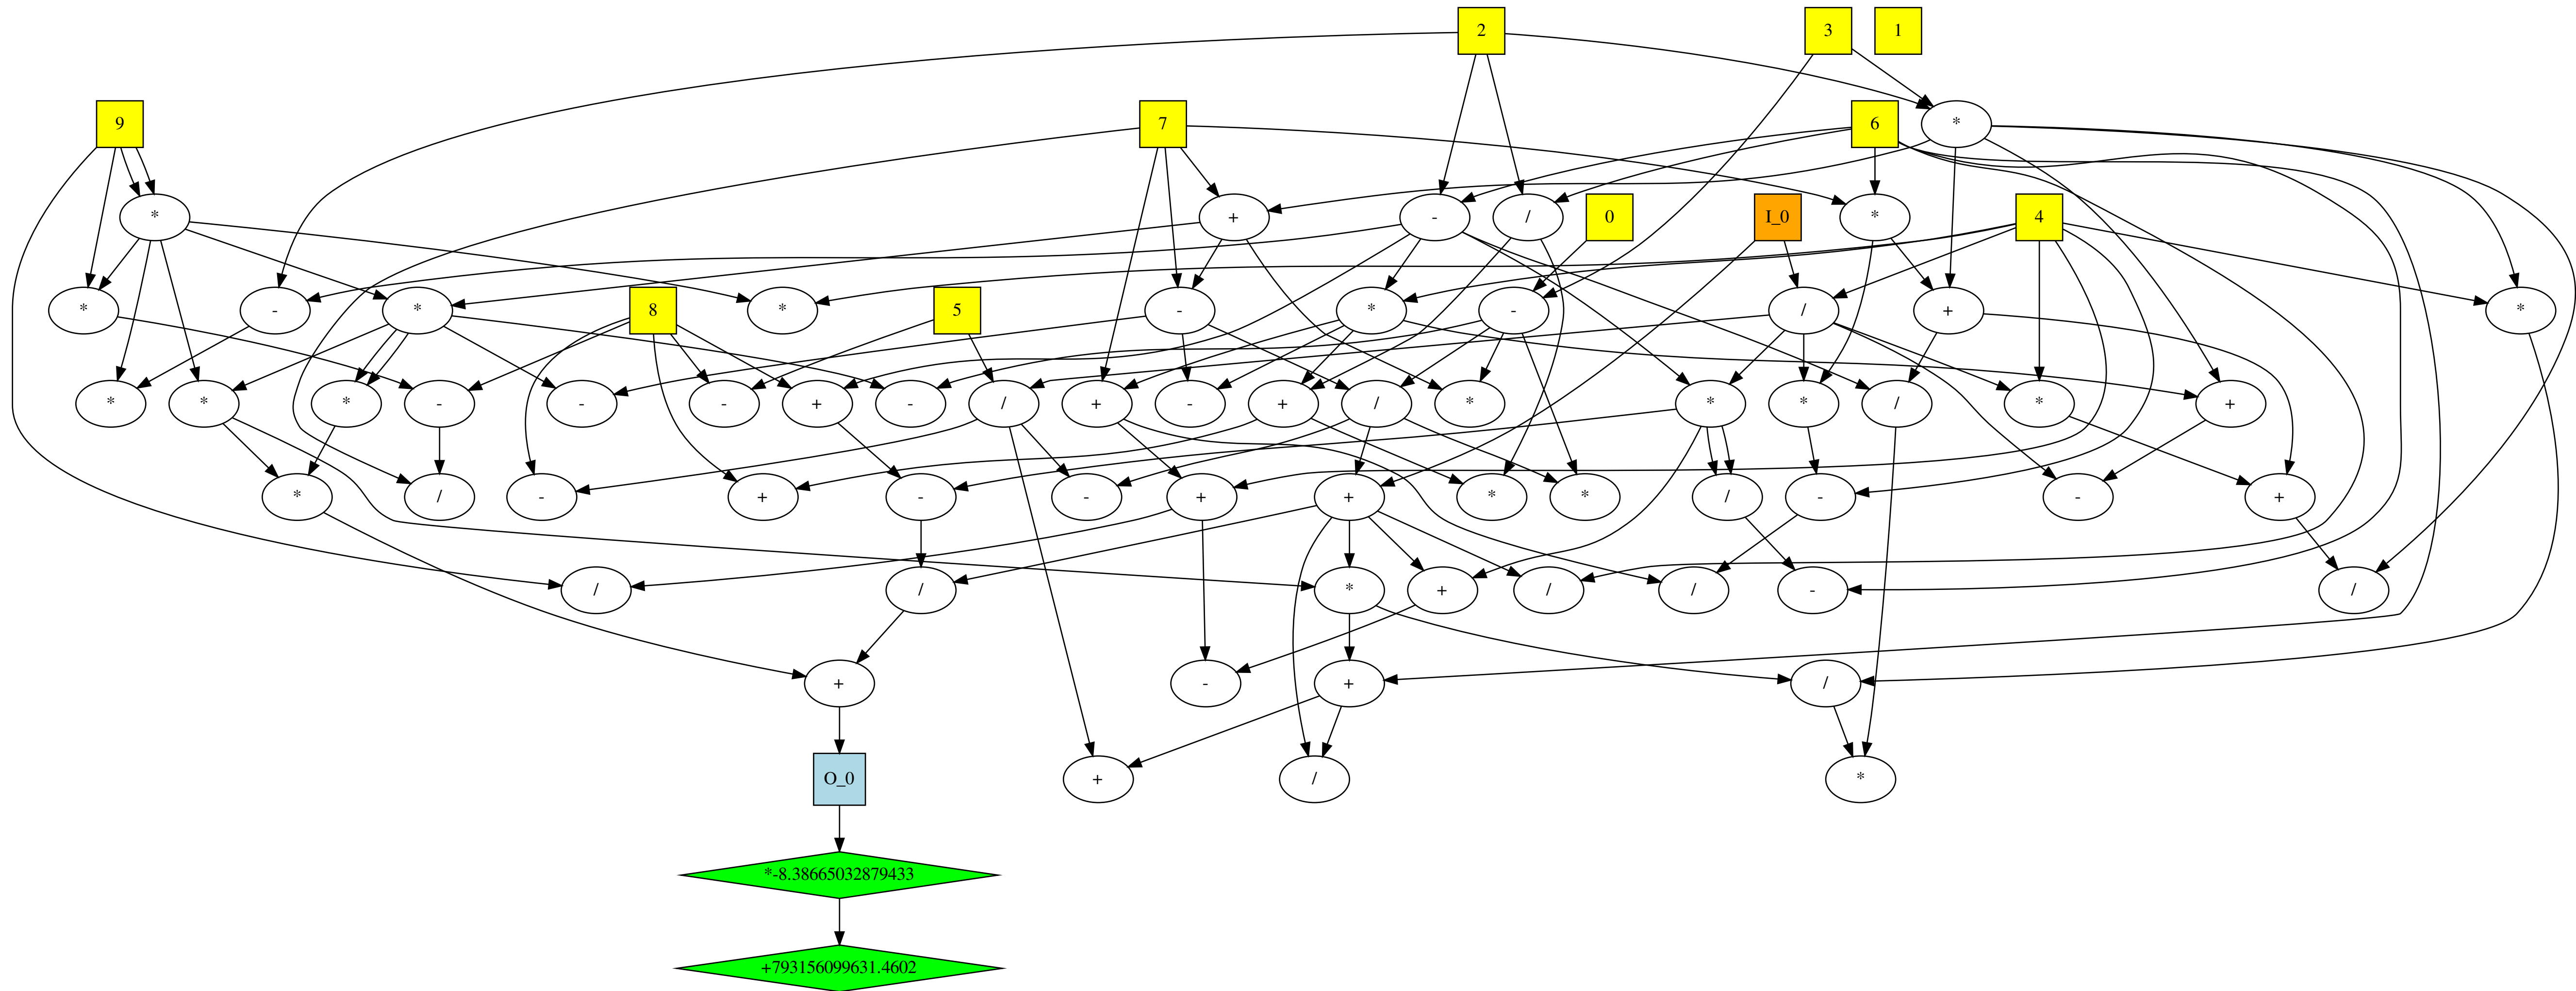 2 3 1
9 7 6 *
* + - / 0 I_0 * 4
* - * 8 5 * - * - / + *
* * * - - - + - / + - + / * * * / * +
* / - + - - + + * * / - - +
/ / * + / / - /
+ - + /
O_0 + / *
*-8.38665032879433
+793156099631.4602